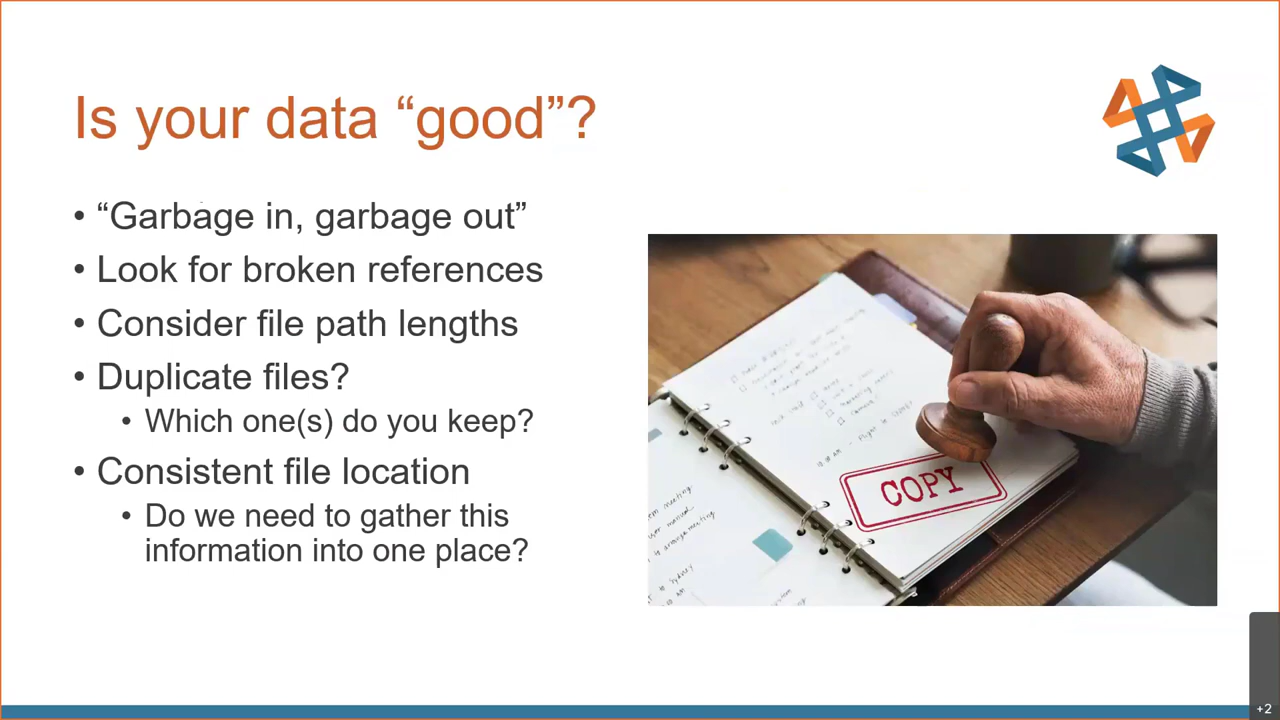 Is your data “good”?
• “Garbage in, garbage out”
• Look for broken references
• Consider file path lengths
• Duplicate files?
• Which one(s) do you keep?
• Consistent file location
• Do we need to gather this
information into one place?
COPY
+2